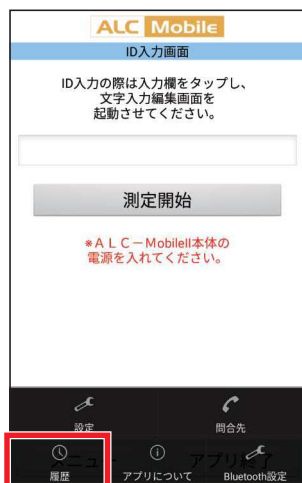 ALC Mobile
ID入力画面
ID入力の際は入力欄をタップし、
文字入力編集画面を
起動させてください。
測定開始
*ＡＬＣ－MobileII本体の
電源を入れてください。
設定
問合先
メニュー
アプリ終了
履歴
アプリについて
Bluetooth設定